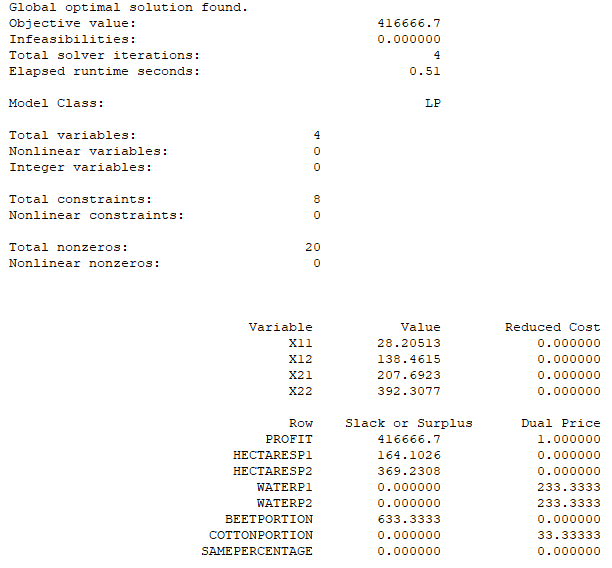 Global optimal solution found.
Objective value: 416666.7
Infeasibilities: 0.000000
Total solver iterations: 4
Elapsed runtime seconds: 0.51
Model Class: LP
Total variables: 4
Nonlinear variables: 0
Integer variables: 0
Total constraints: 8
Nonlinear constraints: 0
Total nonzeros: 20
Nonlinear nonzeros: 0
Variable Value Reduced Cost
X11 28.20513 0.000000
X12 138.4615 0.000000
X21 207.6923 0.000000
X22 392.3077 0.000000
Row Slack or Surplus Dual Price
PROFIT 416666.7 1.000000
HECTARESP1 164.1026 0.000000
HECTARESP2 369.2308 0.000000
WATERP1 0.000000 233.3333
WATERP2 0.000000 233.3333
BEETPORTION 633.3333 0.000000
COTTONPORTION 0.000000 33.33333
SAMEPERCENTAGE 0.000000 0.000000